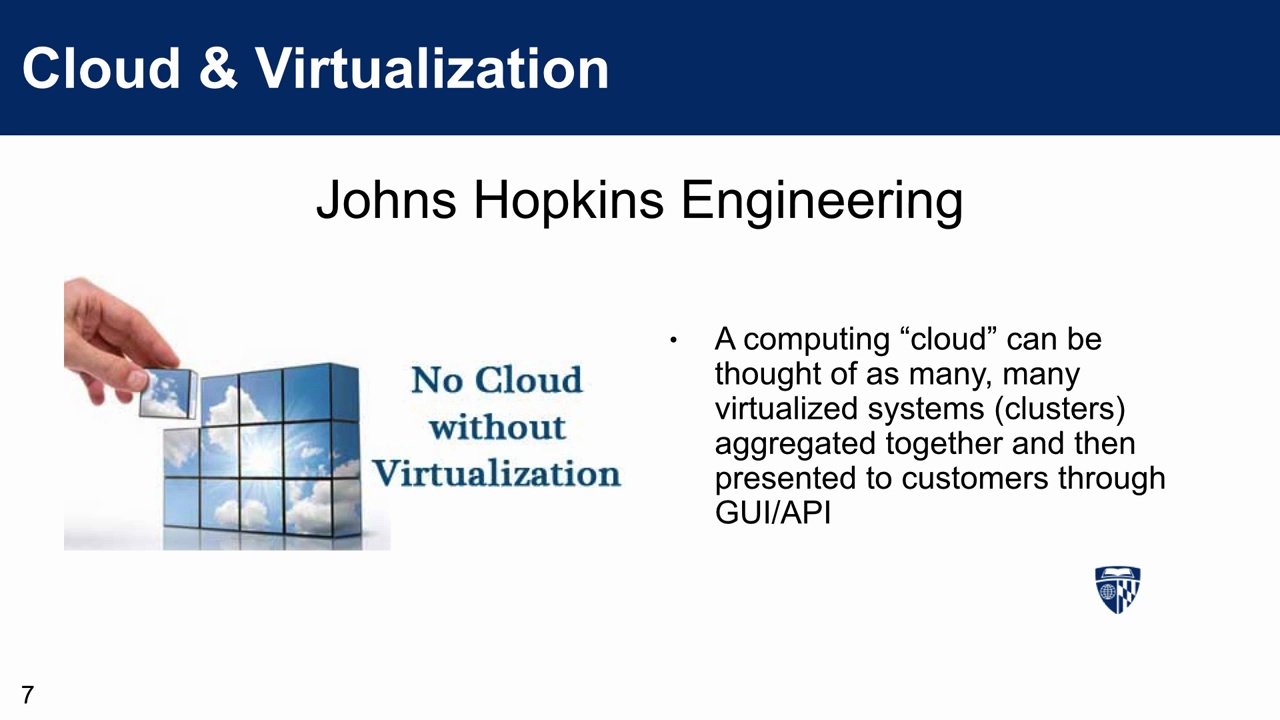 Cloud & Virtualization
Johns Hopkins Engineering
No Cloud
without
Virtualization
• A computing “cloud” can be
thought of as many, many
virtualized systems (clusters)
aggregated together and then
presented to customers through
GUI/API
7